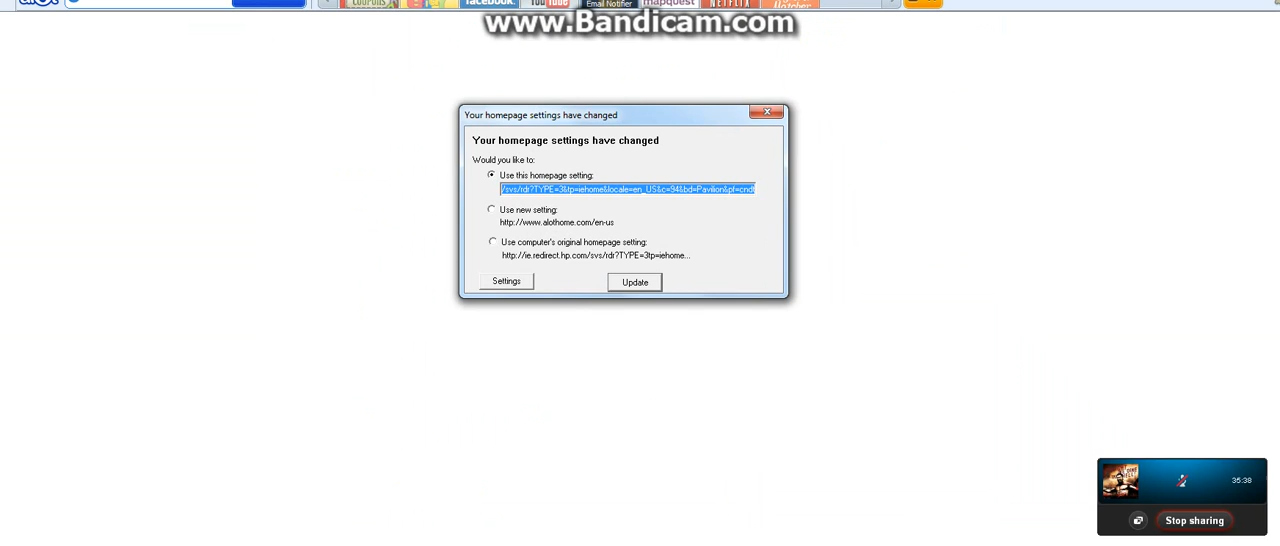 COUPONS facebook. YouTube Email Notifier mapquest NETFLIX
www.Bandicam.com
Your homepage settings have changed
Your homepage settings have changed
Would you like to:
Use this homepage setting:
/svs/rdr?TYPE=3&tp=iehome&locale=en_US&c=94&bd=Pavilion&pf=cndt
Use new setting:
http://www.alothome.com/en-us
Use computer's original homepage setting:
http://ie.redirect.hp.com/svs/rdr?TYPE=3tp=iehome...
Settings Update
35:38
Stop sharing